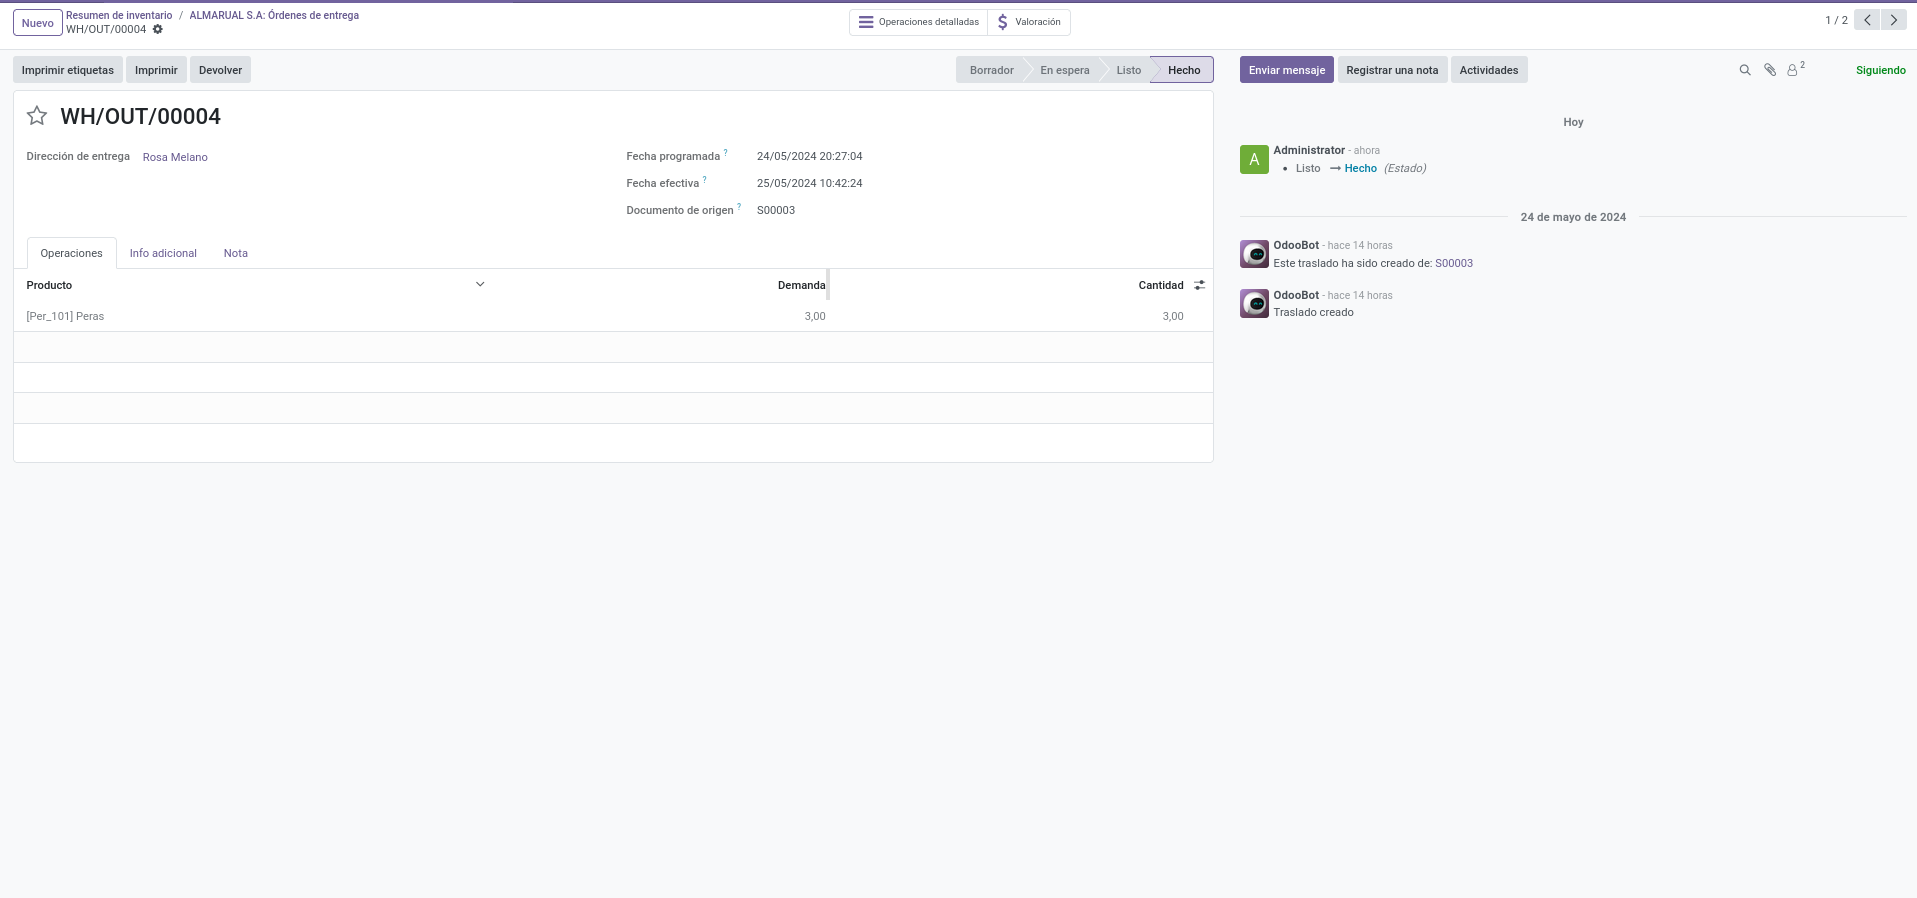 Nuevo
Resumen de inventario / ALMARUAL S.A: Órdenes de entrega
WH/OUT/00004
Operaciones detalladas
Valoración
1 / 2
Imprimir etiquetas
Imprimir
Devolver
Borrador
En espera
Listo
Hecho
Enviar mensaje
Registrar una nota
Actividades
2
Siguiendo
WH/OUT/00004
Dirección de entrega Rosa Melano
Fecha programada ? 24/05/2024 20:27:04
Fecha efectiva ? 25/05/2024 10:42:24
Documento de origen ? S00003
Operaciones
Info adicional
Nota
Producto Demanda Cantidad
[Per_101] Peras 3,00 3,00
Hoy
A
Administrator - ahora
• Listo → Hecho (Estado)
24 de mayo de 2024
OdooBot - hace 14 horas
Este traslado ha sido creado de: S00003
OdooBot - hace 14 horas
Traslado creado